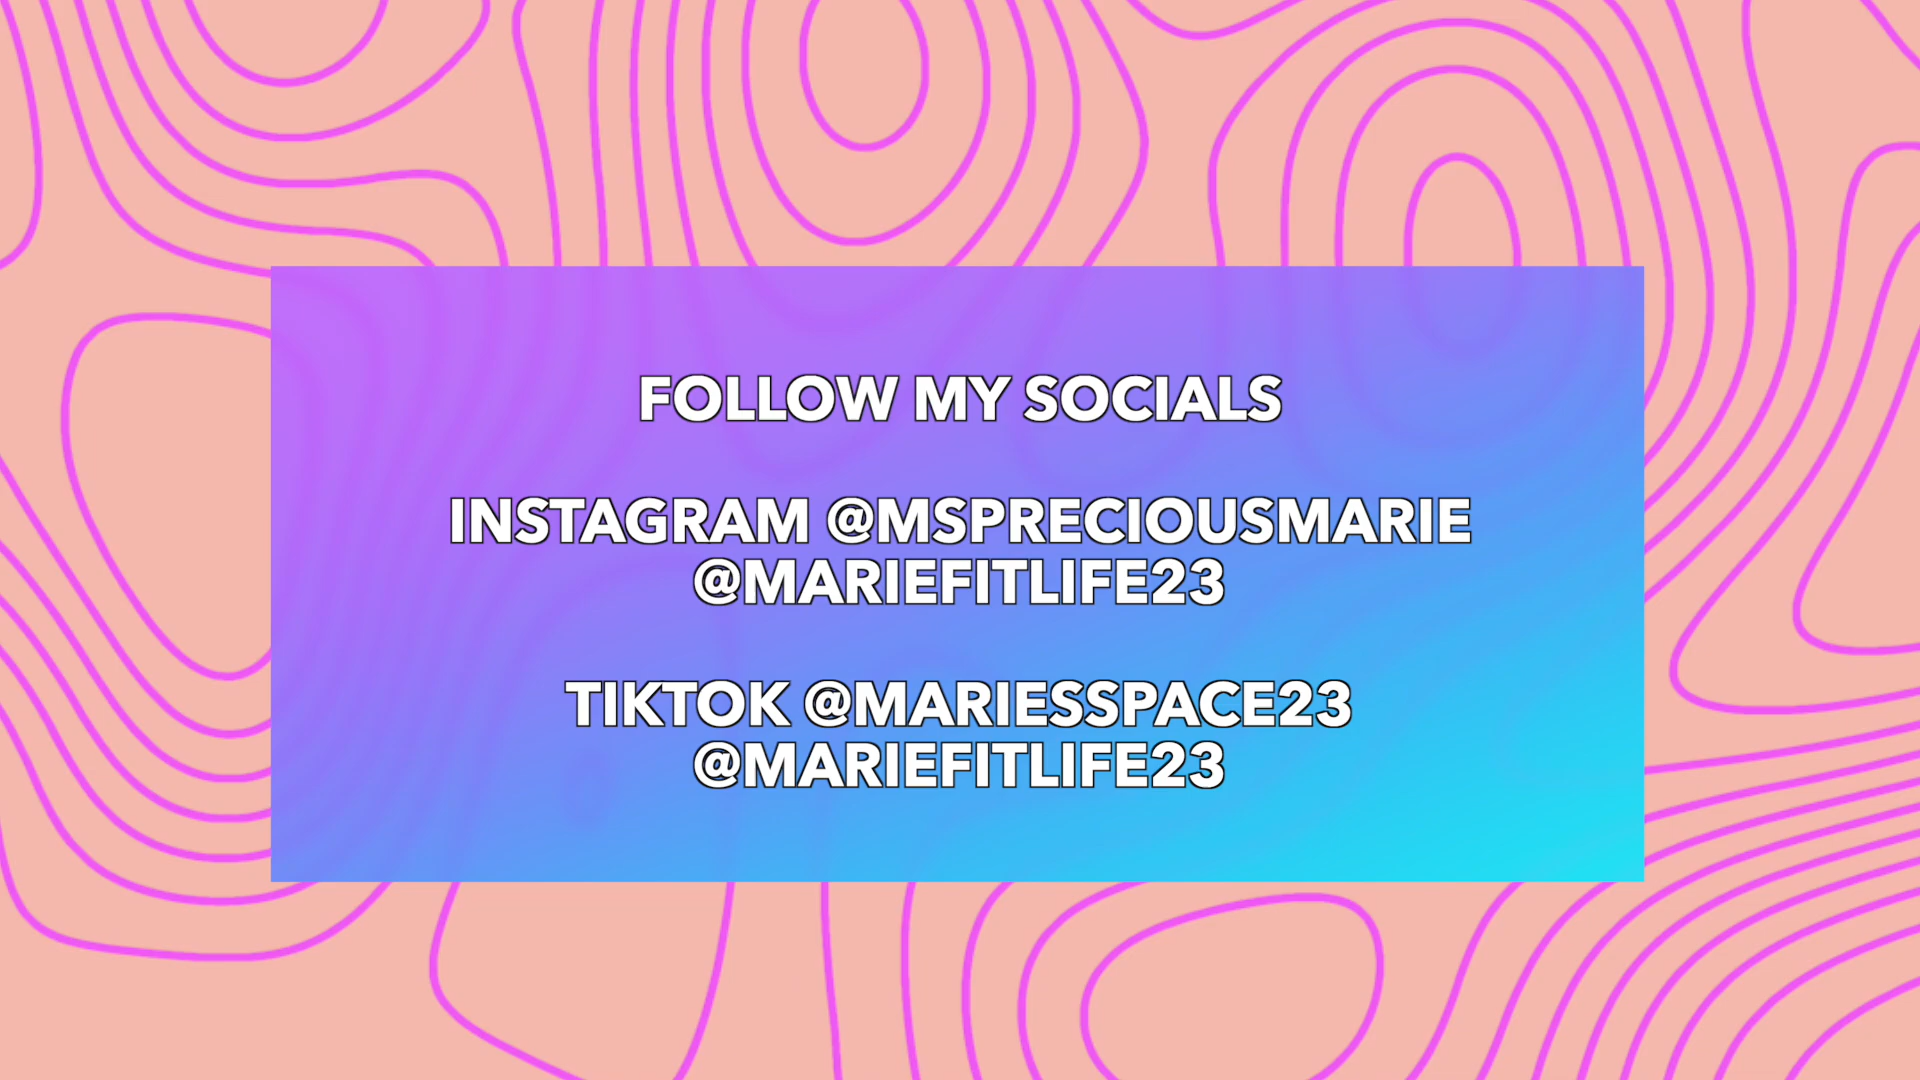 FOLLOW MY SOCIALS
INSTAGRAM @MSPRECIOUSMARIE
@MARIEFITLIFE23
TIKTOK @MARIESSPACE23
@MARIEFITLIFE23